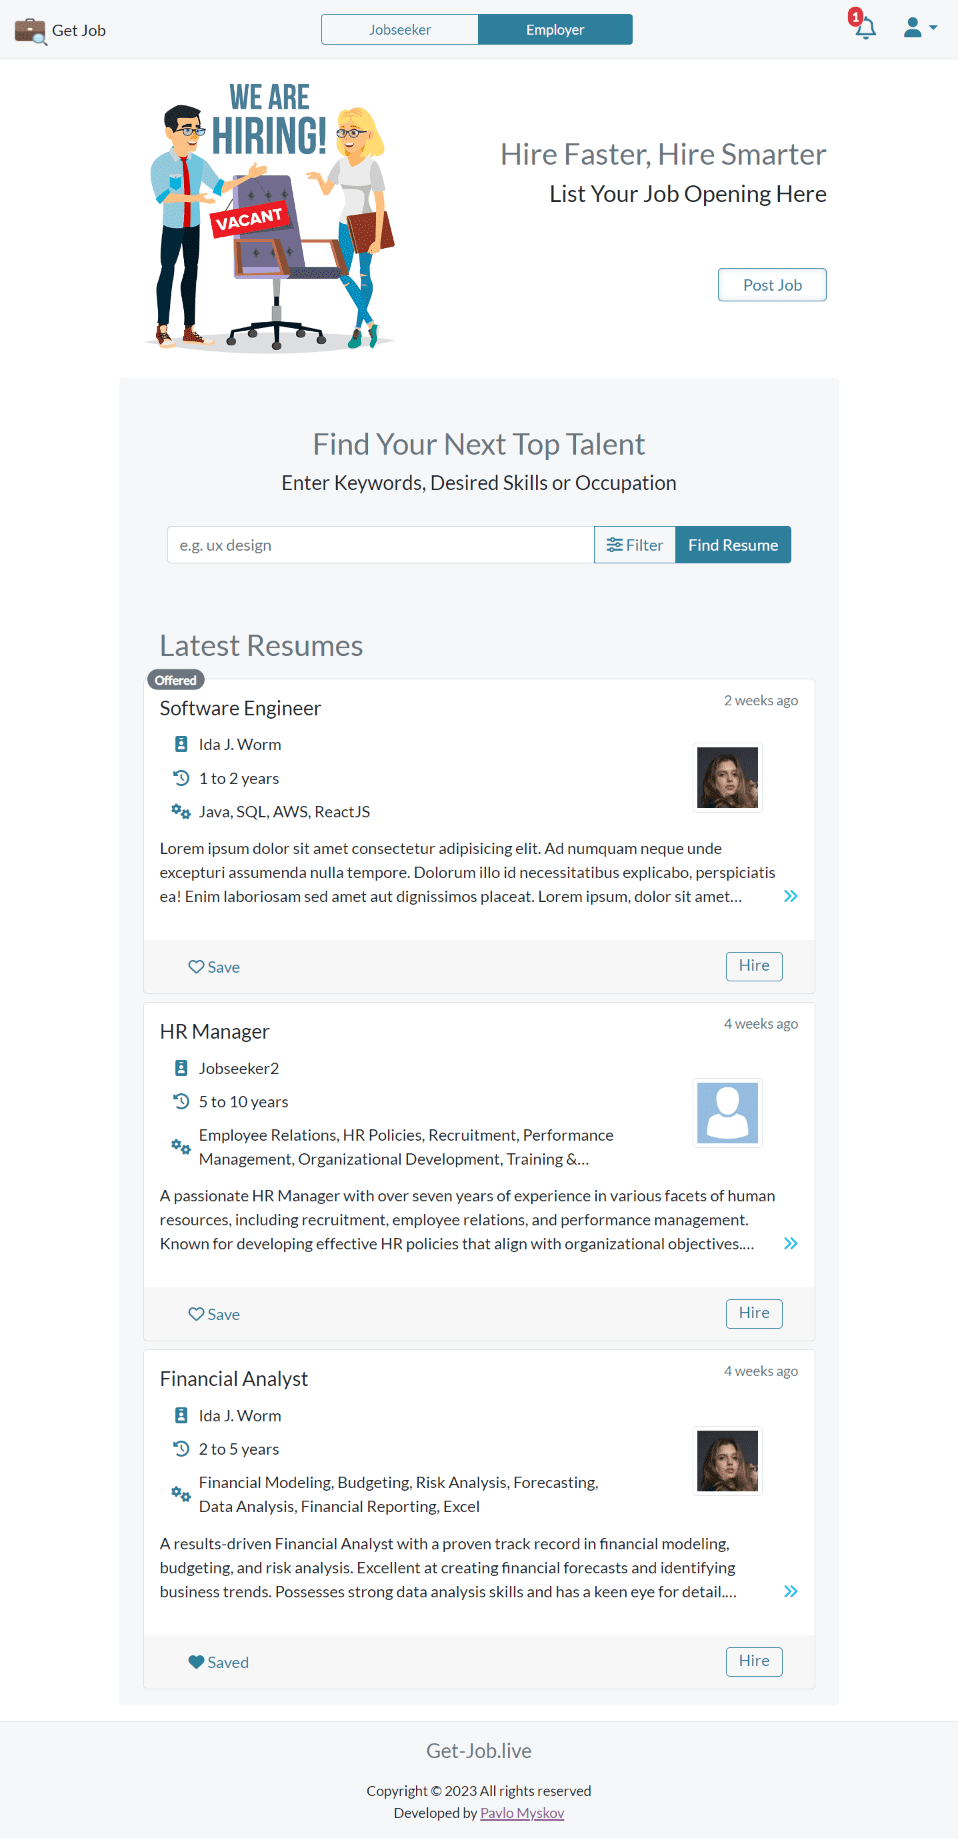 Get Job
Jobseeker
Employer
1
WE ARE
HIRING!
VACANT
Hire Faster, Hire Smarter
List Your Job Opening Here
Post Job
Find Your Next Top Talent
Enter Keywords, Desired Skills or Occupation
e.g. ux design
Filter
Find Resume
Latest Resumes
Offered
Software Engineer
2 weeks ago
Ida J. Worm
1 to 2 years
Java, SQL, AWS, ReactJS
Lorem ipsum dolor sit amet consectetur adipisicing elit. Ad numquam neque unde
excepturi assumenda nulla tempore. Dolorum illo id necessitatibus explicabo, perspiciatis
ea! Enim laboriosam sed amet aut dignissimos placeat. Lorem ipsum, dolor sit amet...
Save
Hire
HR Manager
4 weeks ago
Jobseeker2
5 to 10 years
Employee Relations, HR Policies, Recruitment, Performance
Management, Organizational Development, Training &...
A passionate HR Manager with over seven years of experience in various facets of human
resources, including recruitment, employee relations, and performance management.
Known for developing effective HR policies that align with organizational objectives....
Save
Hire
Financial Analyst
4 weeks ago
Ida J. Worm
2 to 5 years
Financial Modeling, Budgeting, Risk Analysis, Forecasting,
Data Analysis, Financial Reporting, Excel
A results-driven Financial Analyst with a proven track record in financial modeling,
budgeting, and risk analysis. Excellent at creating financial forecasts and identifying
business trends. Possesses strong data analysis skills and has a keen eye for detail....
Saved
Hire
Get-Job.live
Copyright © 2023 All rights reserved
Developed by Pavlo Myskov